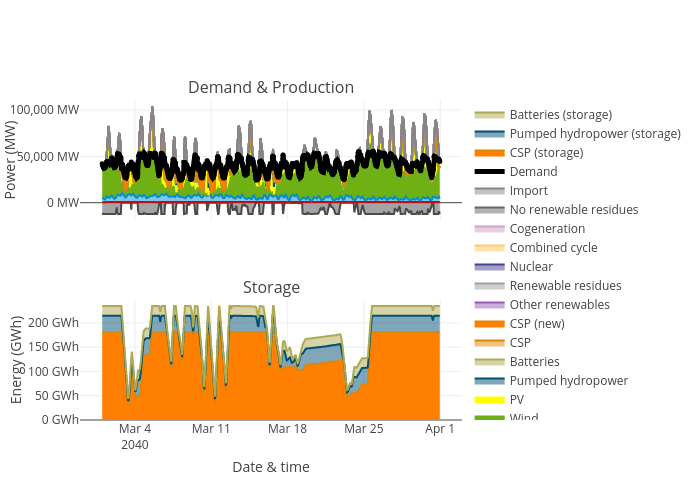 Demand & Production
100,000 MW
50,000 MW
0 MW
Power (MW)
Storage
200 GWh
150 GWh
100 GWh
50 GWh
0 GWh
Energy (GWh)
Mar 4
2040
Mar 11
Mar 18
Mar 25
Apr 1
Date & time
Batteries (storage)
Pumped hydropower (storage)
CSP (storage)
Demand
Import
No renewable residues
Cogeneration
Combined cycle
Nuclear
Renewable residues
Other renewables
CSP (new)
CSP
Batteries
Pumped hydropower
PV
Wind